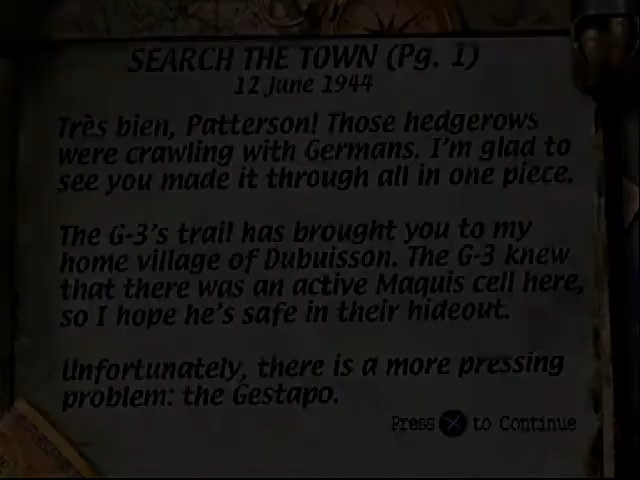 SEARCH THE TOWN (Pg. 1)
12 June 1944
Très bien, Patterson! Those hedgerows
were crawling with Germans. I'm glad to
see you made it through all in one piece.
The G-3's trail has brought you to my
home village of Dubuisson. The G-3 knew
that there was an active Maquis cell here,
so I hope he's safe in their hideout.
Unfortunately, there is a more pressing
problem: the Gestapo.
Press X to Continue